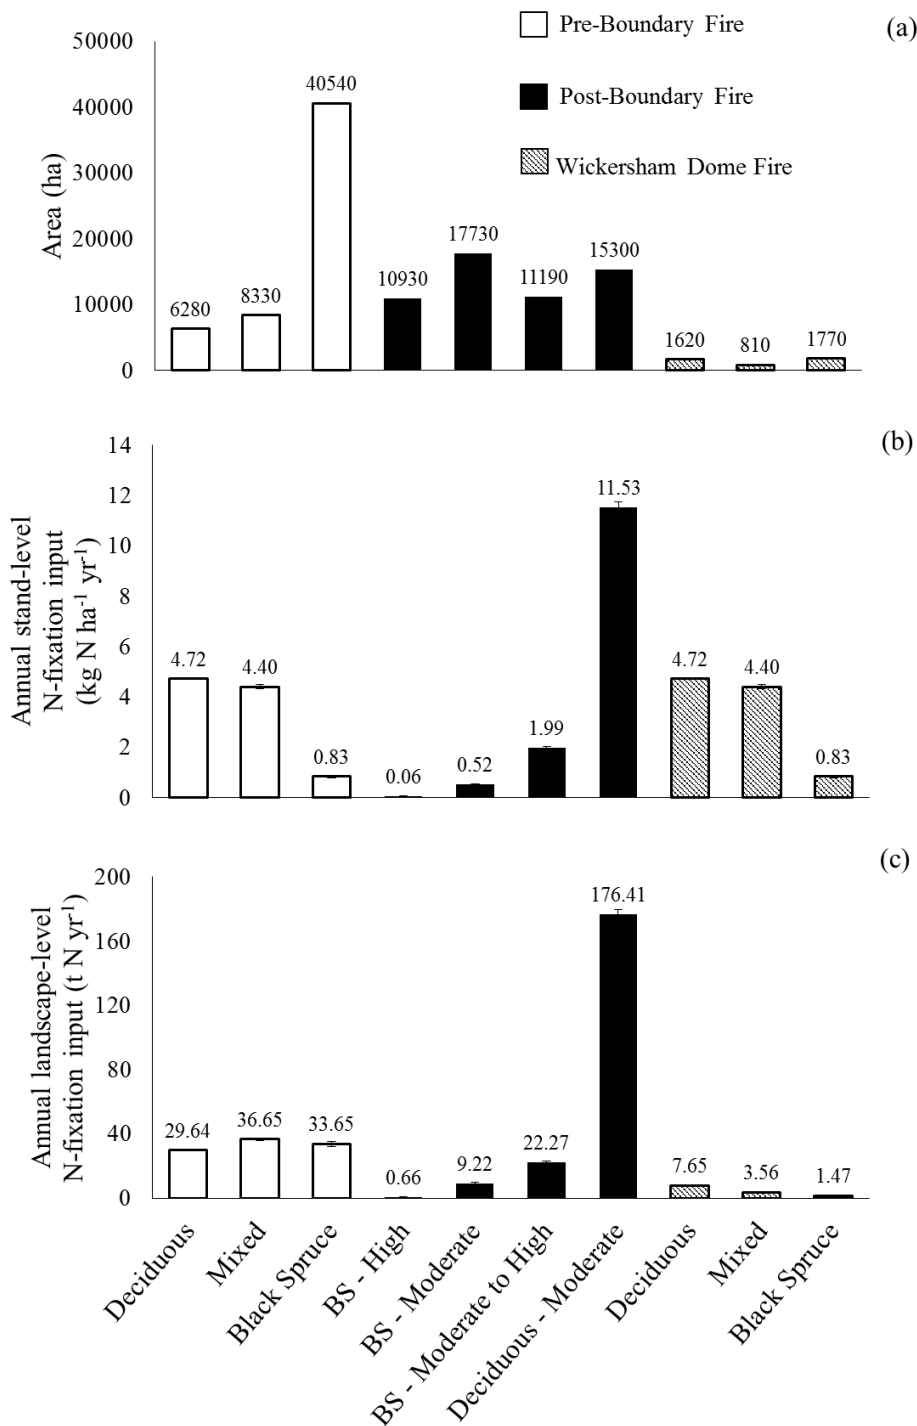 (a)
Pre-Boundary Fire
Post-Boundary Fire
Wickersham Dome Fire
Area (ha)
50000
40000
30000
20000
10000
0
6280
8330
40540
10930
17730
11190
15300
1620
810
1770
(b)
Annual stand-level
N-fixation input
(kg N ha-1 yr-1)
14
12
10
8
6
4
2
0
4.72
4.40
0.83
0.06
0.52
1.99
11.53
4.72
4.40
0.83
(c)
Annual landscape-level
N-fixation input (t N yr-1)
200
160
120
80
40
0
29.64
36.65
33.65
0.66
9.22
22.27
176.41
7.65
3.56
1.47
Deciduous
Mixed
Black Spruce
BS - High
BS - Moderate
BS - Moderate to High
Deciduous - Moderate
Deciduous
Mixed
Black Spruce